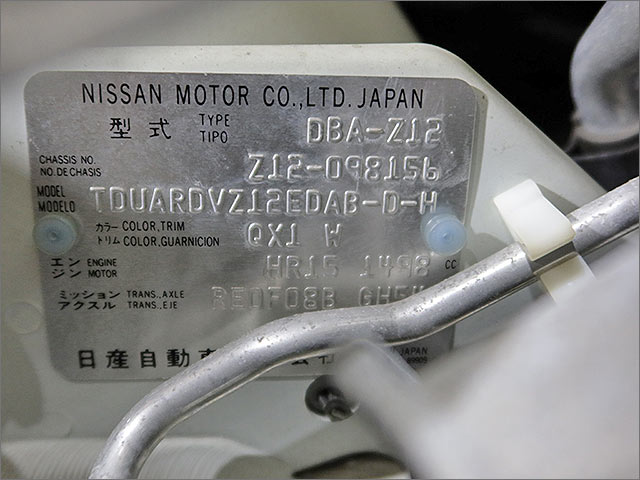 NISSAN MOTOR CO.,LTD. JAPAN
型式 TYPE TIPO DBA-Z12
CHASSIS NO. NO.DE CHASIS Z12-098156
MODEL MODELO TDUARDVZ12EDAB-D-H
カラー COLOR,TRIM
トリム COLOR,GUARNICION QX1 W
エンジン ENGINE MOTOR HR15 1498 CC
ミッション TRANS.,AXLE
アクスル TRANS.,EJE RE0F08B
日産自動車
JAPAN